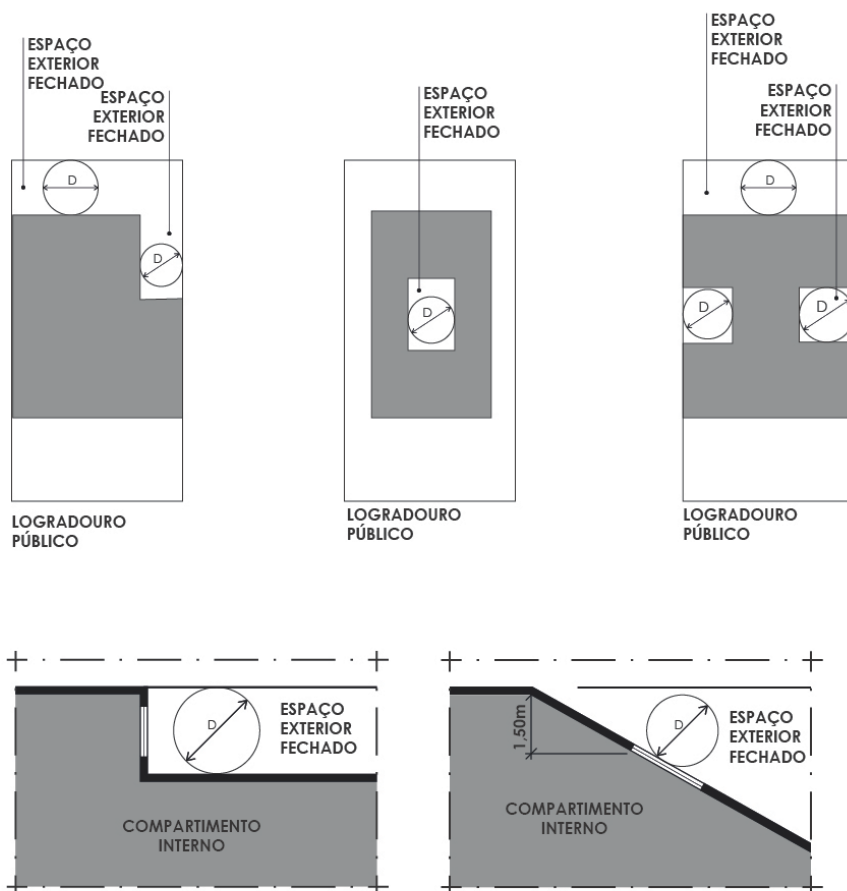 ESPAÇO
EXTERIOR
FECHADO
ESPAÇO
EXTERIOR
FECHADO
D
D
LOGRADOURO
PÚBLICO
ESPAÇO
EXTERIOR
FECHADO
D
LOGRADOURO
PÚBLICO
ESPAÇO
EXTERIOR
FECHADO
ESPAÇO
EXTERIOR
FECHADO
D
D
D
LOGRADOURO
PÚBLICO
D
ESPAÇO
EXTERIOR
FECHADO
COMPARTIMENTO
INTERNO
1,50m
D
ESPAÇO
EXTERIOR
FECHADO
COMPARTIMENTO
INTERNO